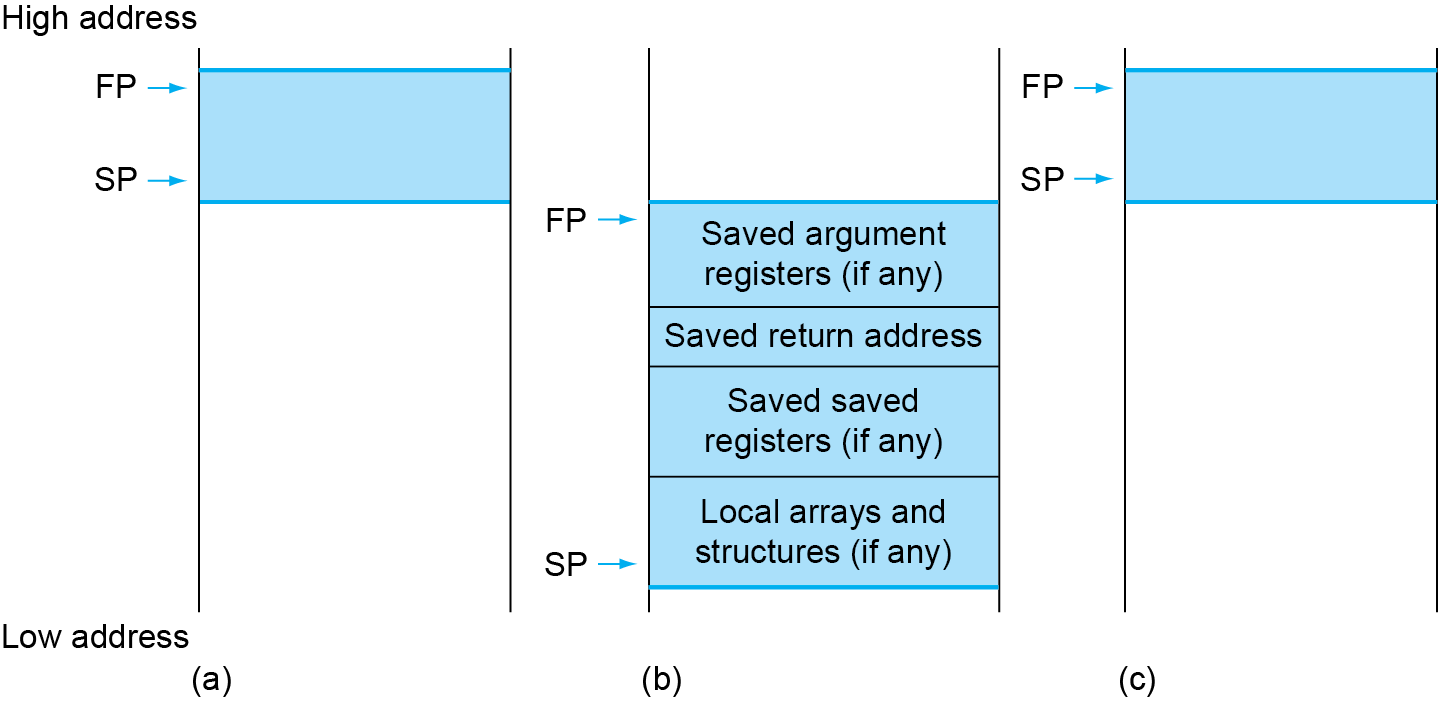 High address
FP
SP
FP
Saved argument
registers (if any)
Saved return address
Saved saved
registers (if any)
Local arrays and
structures (if any)
SP
FP
SP
Low address
(a)
(b)
(c)